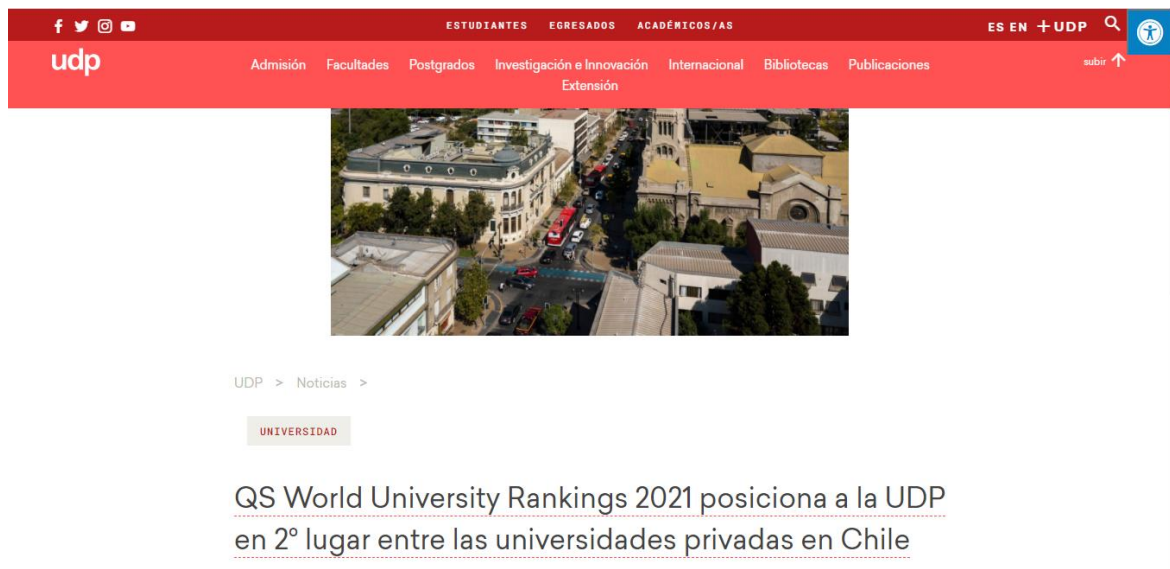 ESTUDIANTES EGRESADOS ACADÉMICOS/AS
ES EN +UDP
udp
Admisión Facultades Postgrados Investigación e Innovación Internacional Bibliotecas Publicaciones
Extensión
subir
UDP > Noticias >
UNIVERSIDAD
QS World University Rankings 2021 posiciona a la UDP
en 2° lugar entre las universidades privadas en Chile